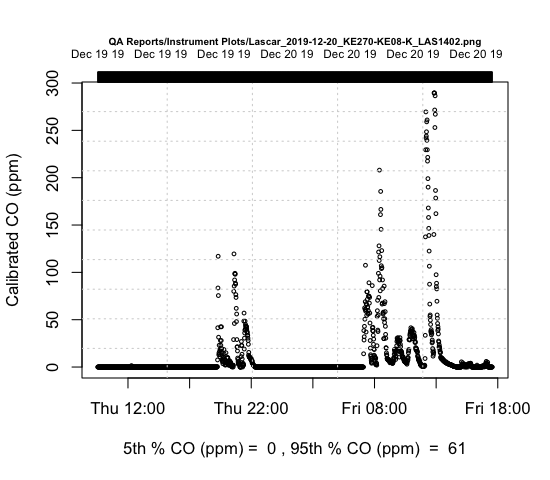 QA Reports/Instrument Plots/Lascar_2019-12-20_KE270-KE08-K_LAS1402.png
Dec 19 19 Dec 19 19 Dec 19 19 Dec 20 19 Dec 20 19 Dec 20 19 Dec 20 19
300
250
200
150
100
50
0
Calibrated CO (ppm)
Thu 12:00 Thu 22:00 Fri 08:00 Fri 18:00
5th % CO (ppm) = 0 , 95th % CO (ppm) = 61